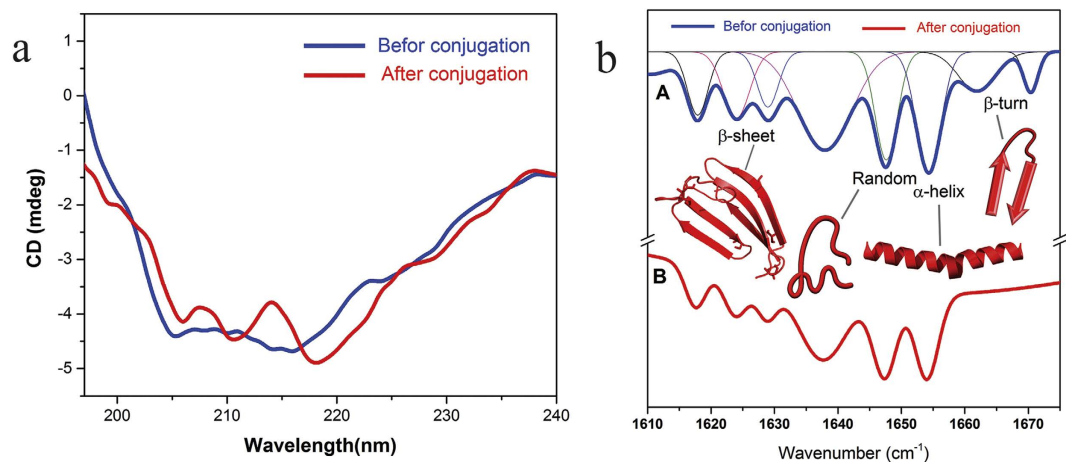 a
Befor conjugation
After conjugation
CD (mdeg)
1
0
-1
-2
-3
-4
-5
200
210
220
230
240
Wavelength(nm)
b
Befor conjugation
After conjugation
A
β-turn
β-sheet
Random
α-helix
B
1610
1620
1630
1640
1650
1660
1670
Wavenumber (cm⁻¹)